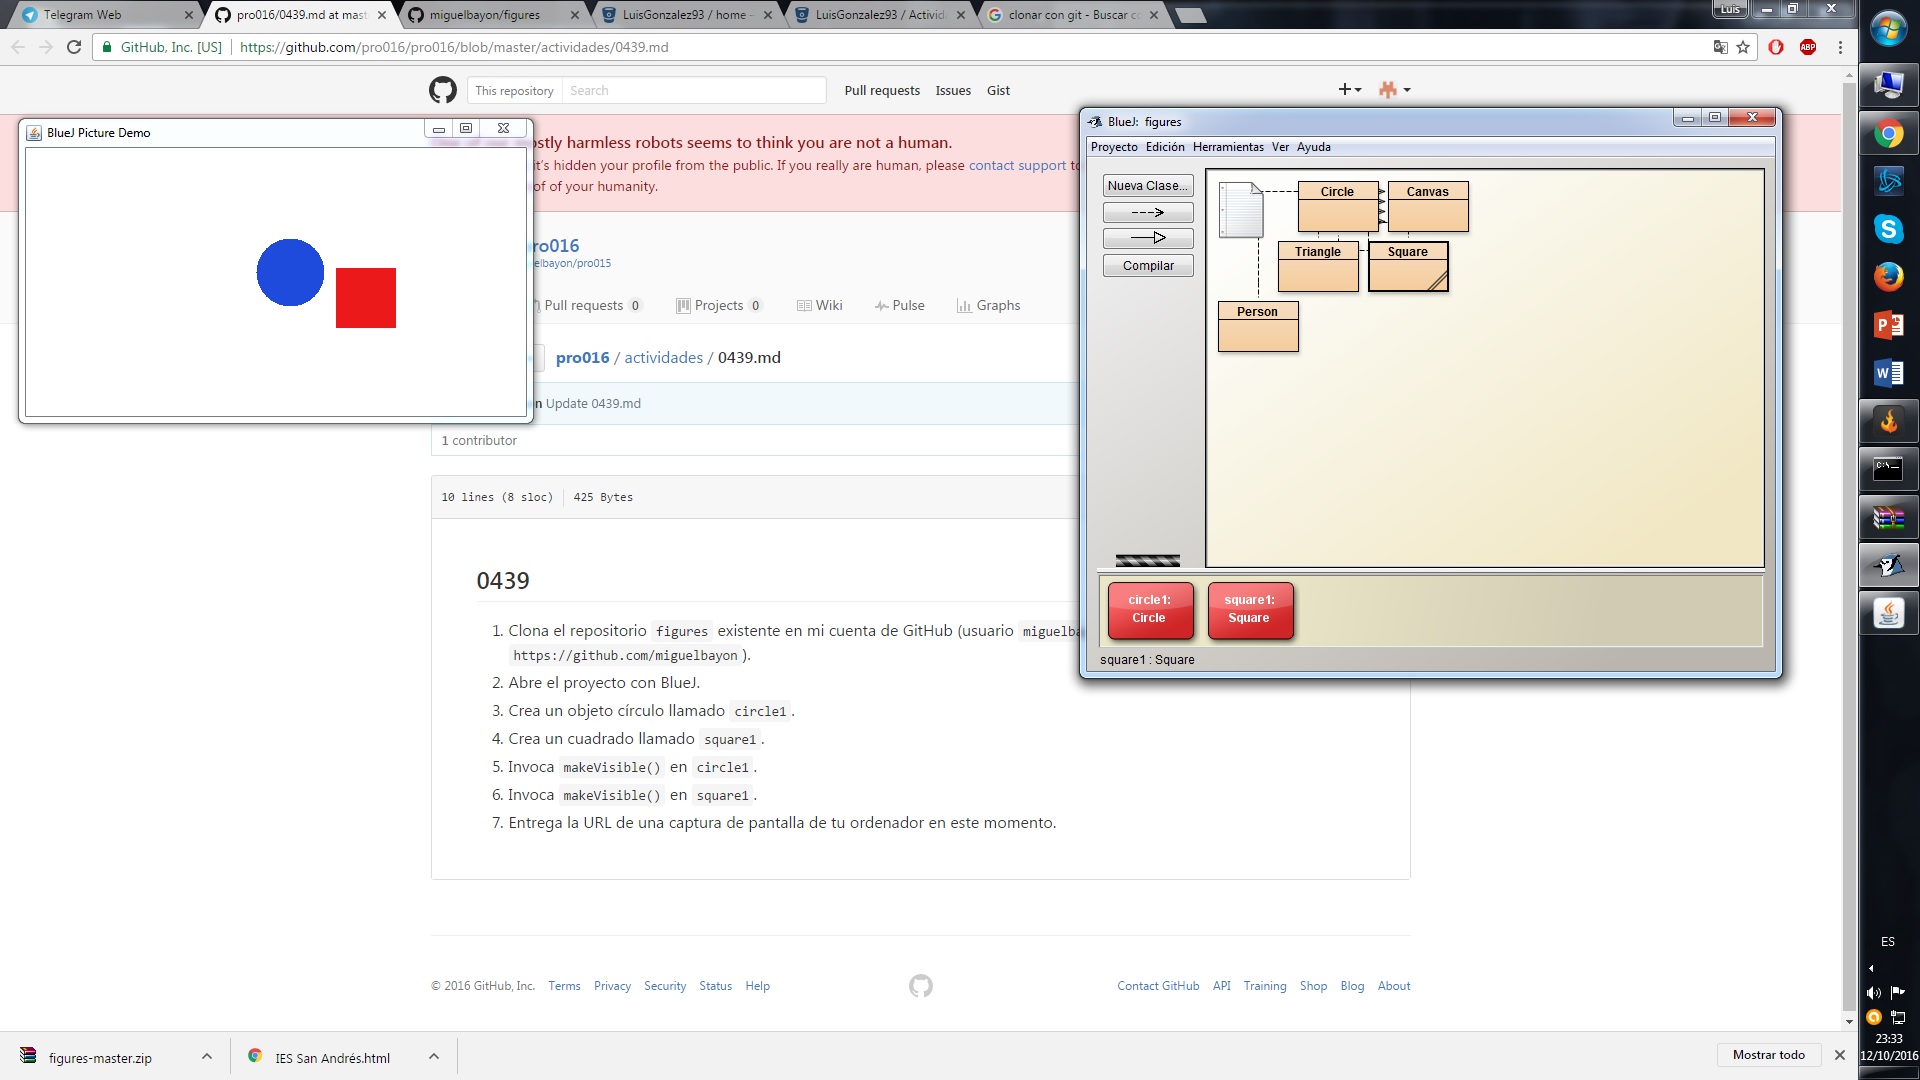 Telegram Web
pro016/0439.md at mast
miguelbayon/figures
LuisGonzalez93 / home –
LuisGonzalez93 / Activid
clonar con git - Buscar co
Luis
GitHub, Inc. [US]
https://github.com/pro016/pro016/blob/master/actividades/0439.md
ABP
This repository
Search
Pull requests
Issues
Gist
ostly harmless robots seems to think you are not a human.
it's hidden your profile from the public. If you really are human, please contact support to
of of your humanity.
BlueJ Picture Demo
ro016
elbayon/pro015
Pull requests 0
Projects 0
Wiki
Pulse
Graphs
pro016 / actividades / 0439.md
n Update 0439.md
1 contributor
10 lines (8 sloc)
425 Bytes
0439
1. Clona el repositorio figures existente en mi cuenta de GitHub (usuario miguelba
https://github.com/miguelbayon ).
2. Abre el proyecto con BlueJ.
3. Crea un objeto círculo llamado circle1 .
4. Crea un cuadrado llamado square1 .
5. Invoca makeVisible() en circle1 .
6. Invoca makeVisible() en square1 .
7. Entrega la URL de una captura de pantalla de tu ordenador en este momento.
BlueJ: figures
Proyecto Edición Herramientas Ver Ayuda
Nueva Clase...
Compilar
Circle
Canvas
Triangle
Square
Person
circle1:
Circle
square1:
Square
square1 : Square
© 2016 GitHub, Inc.
Terms
Privacy
Security
Status
Help
Contact GitHub
API
Training
Shop
Blog
About
figures-master.zip
IES San Andrés.html
Mostrar todo
C:\
ES
23:33
12/10/2016